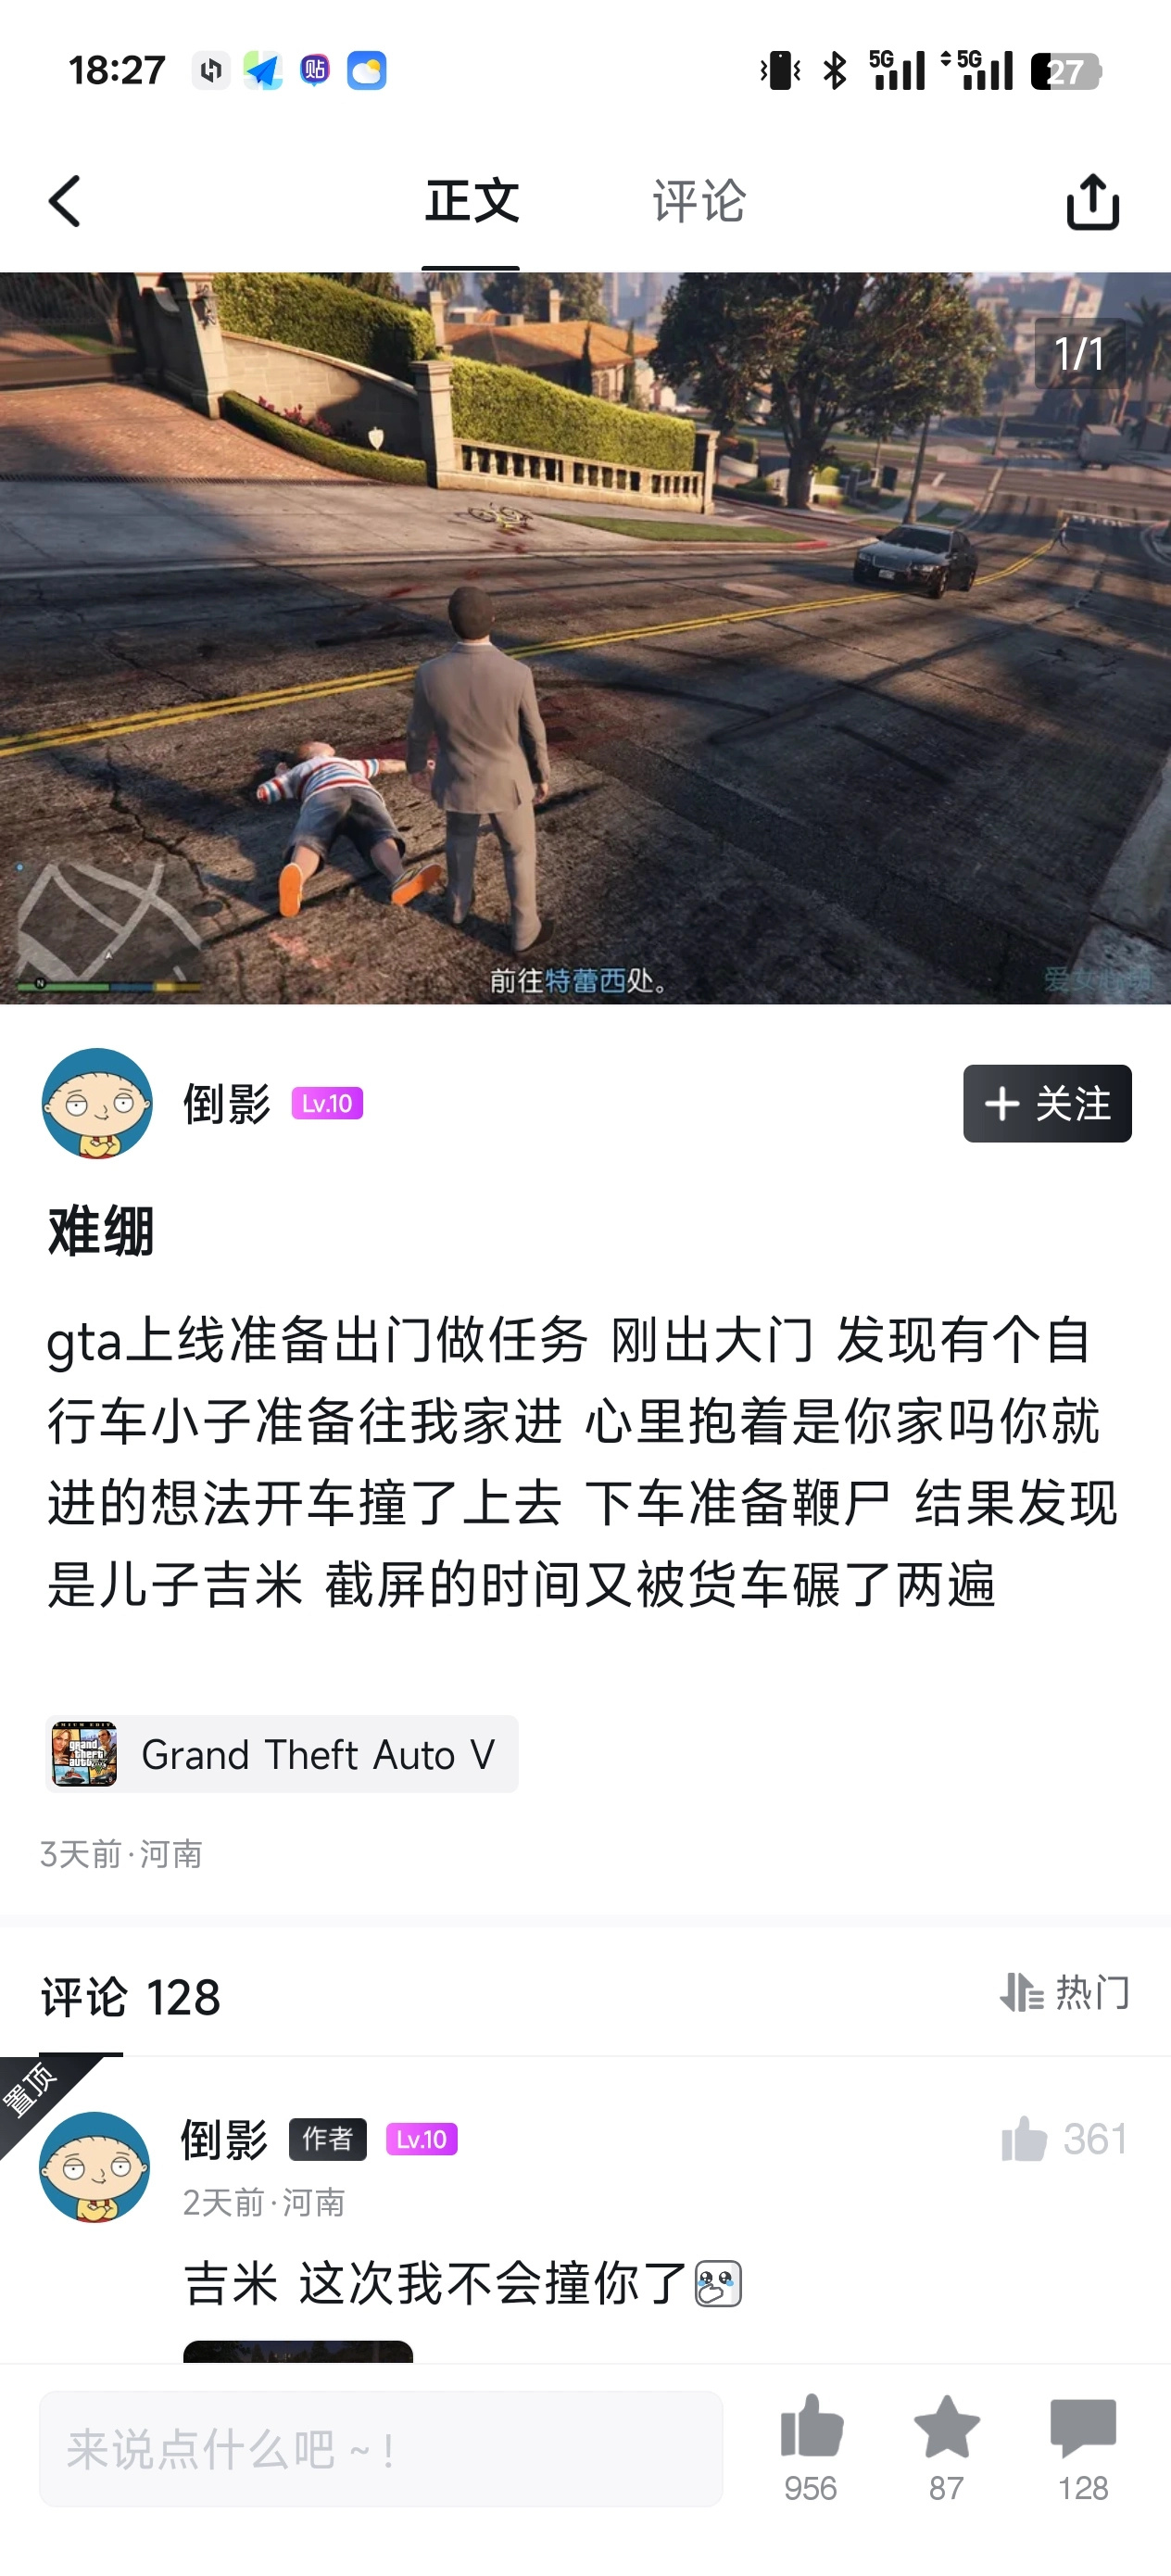 18:27
贴
5G
5G
27
正文
评论
1/1
N
前往特蕾西处。
倒影
Lv.10
+ 关注
难绷
gta上线准备出门做任务 刚出大门 发现有个自
行车小子准备往我家进 心里抱着是你家吗你就
进的想法开车撞了上去 下车准备鞭尸 结果发现
是儿子吉米 截屏的时间又被货车碾了两遍
grand
theft
auto
Grand Theft Auto V
3天前·河南
评论 128
热门
置顶
倒影
作者
Lv.10
361
2天前·河南
吉米 这次我不会撞你了
来说点什么吧~!
956
87
128